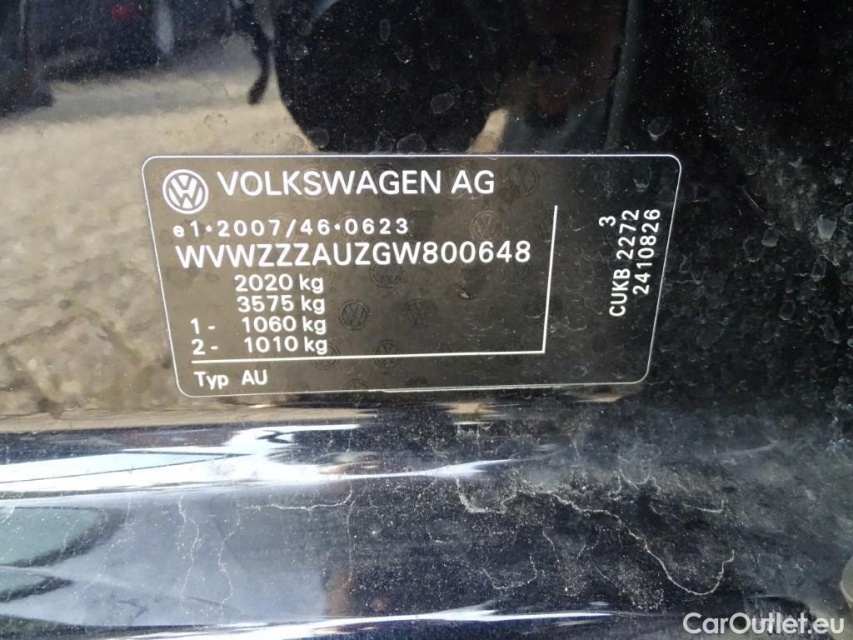 VOLKSWAGEN AG
e1*2007/46*0623
WVWZZZAUZGW800648
2020 kg
3575 kg
1- 1060 kg
2- 1010 kg
Typ AU
3
CUKB 2272
2410826
CarOutlet.eu